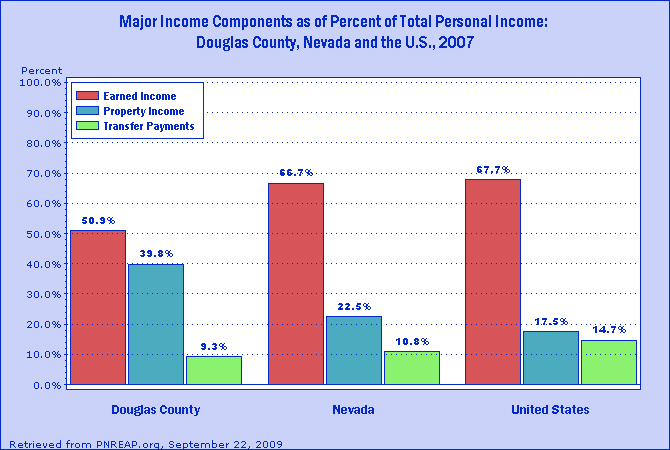 Major Income Components as of Percent of Total Personal Income:
Douglas County, Nevada and the U.S., 2007
Percent
100.0%
90.0%
80.0%
70.0%
60.0%
50.0%
40.0%
30.0%
20.0%
10.0%
0.0%
Earned Income
Property Income
Transfer Payments
50.9%
39.8%
9.3%
66.7%
22.5%
10.8%
67.7%
17.5%
14.7%
Douglas County
Nevada
United States
Retrieved from PNREAP.org, September 22, 2009